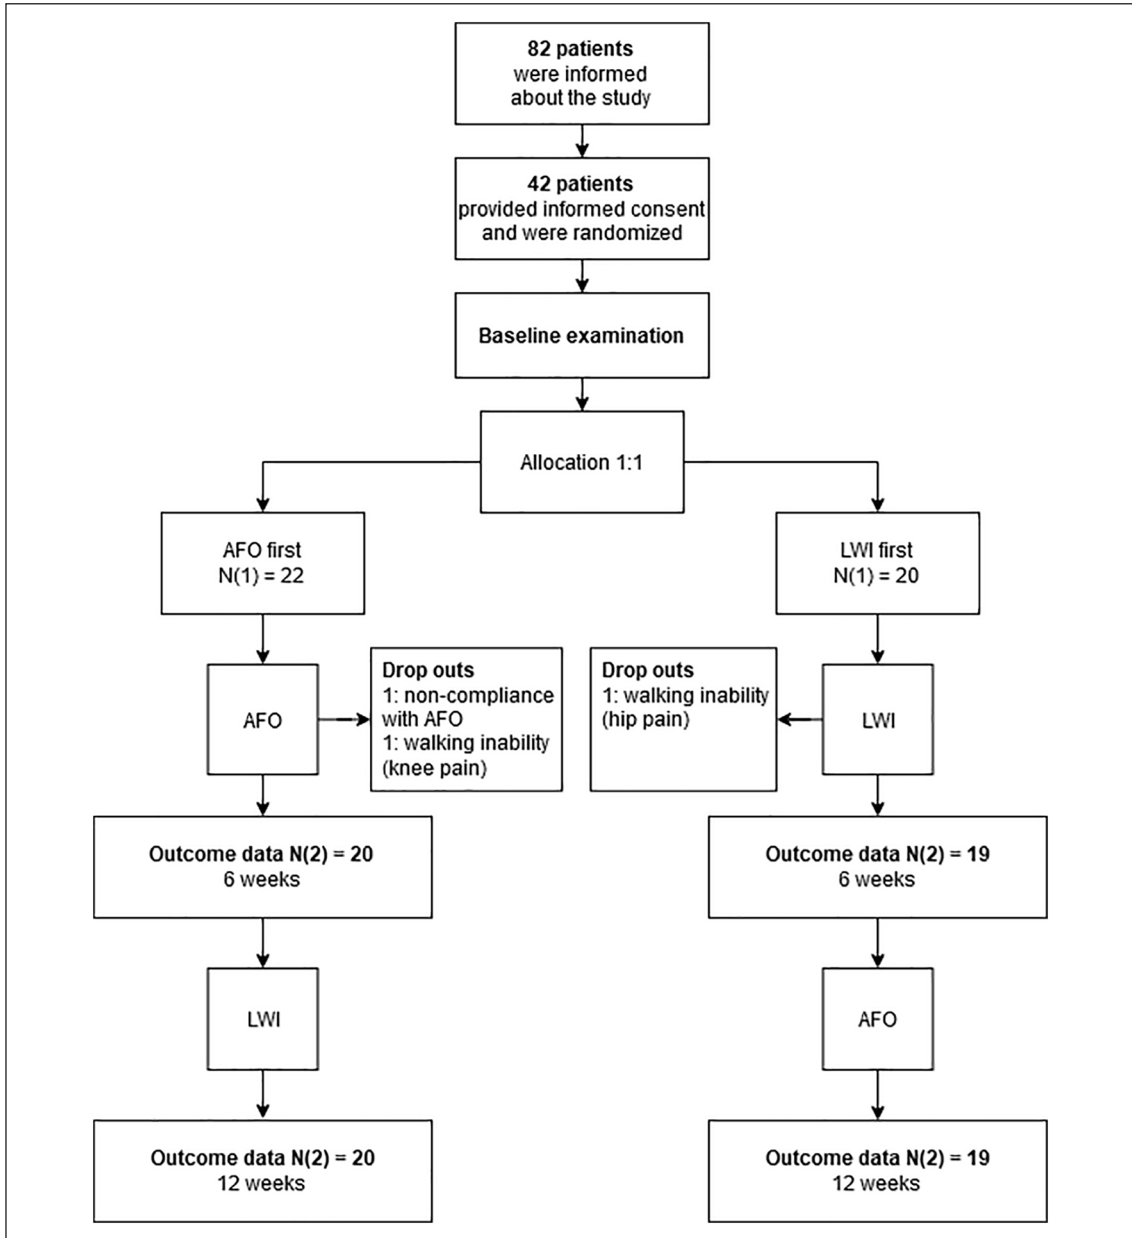 82 patients
were informed
about the study
42 patients
provided informed consent
and were randomized
Baseline examination
Allocation 1:1
AFO first
N(1) = 22
LWI first
N(1) = 20
AFO
Drop outs
1: non-compliance
with AFO
1: walking inability
(knee pain)
Drop outs
1: walking inability
(hip pain)
LWI
Outcome data N(2) = 20
6 weeks
Outcome data N(2) = 19
6 weeks
LWI
AFO
Outcome data N(2) = 20
12 weeks
Outcome data N(2) = 19
12 weeks